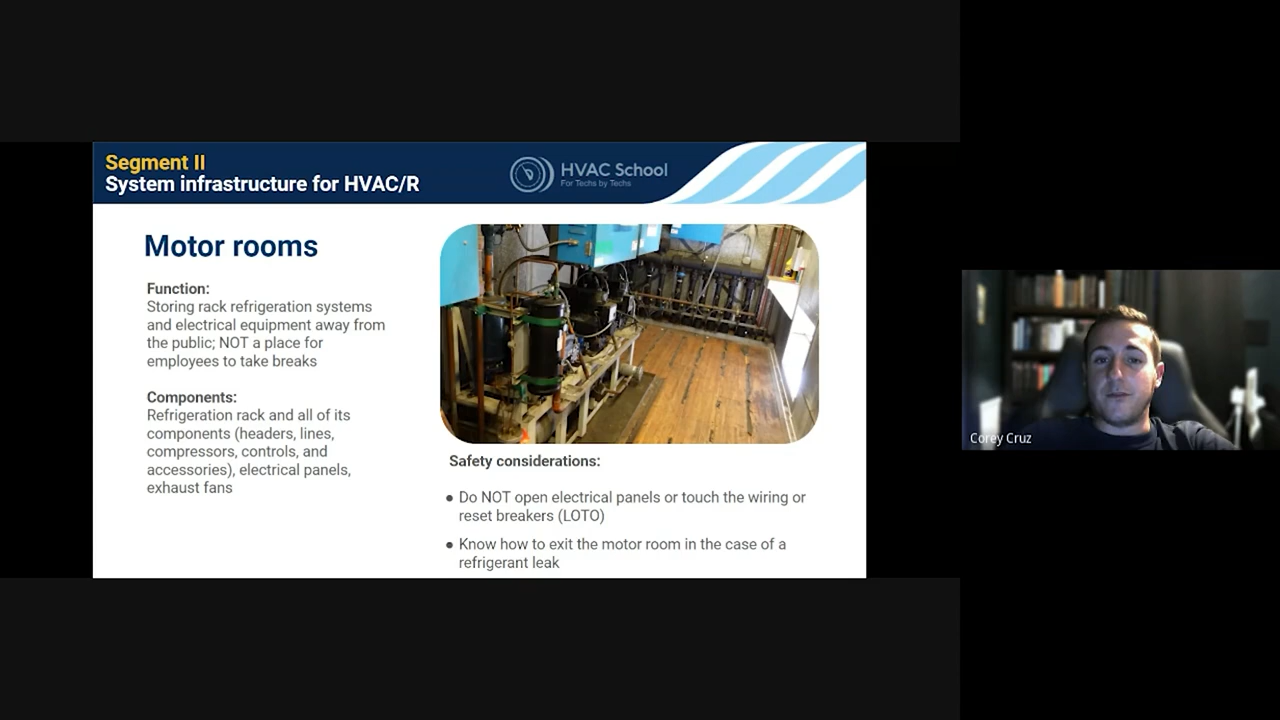 Segment II
System infrastructure for HVAC/R
HVAC School
For Techs by Techs
Motor rooms
Function:
Storing rack refrigeration systems
and electrical equipment away from
the public; NOT a place for
employees to take breaks
Components:
Refrigeration rack and all of its
components (headers, lines,
compressors, controls, and
accessories), electrical panels,
exhaust fans
Safety considerations:
● Do NOT open electrical panels or touch the wiring or
reset breakers (LOTO)
● Know how to exit the motor room in the case of a
refrigerant leak
Corey Cruz